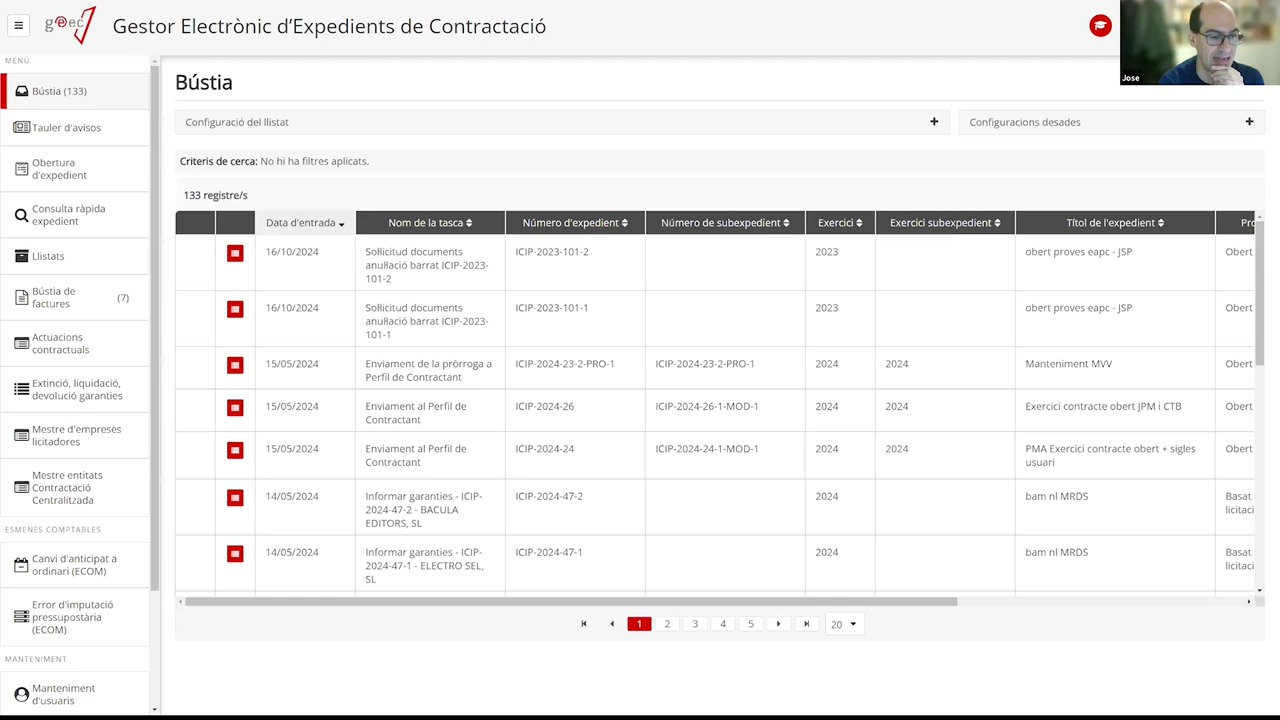 geec
Gestor Electrònic d'Expedients de Contractació
Jose
MENÚ
Bústia (133)
Tauler d'avisos
Obertura
d'expedient
Consulta ràpida
expedient
Llistats
Bústia de
factures
(7)
Actuacions
contractuals
Extinció, liquidació,
devolució garanties
Mestre d'empreses
licitadores
Mestre entitats
Contractació
Centralitzada
ESMENES COMPTABLES
Canvi d'anticipat a
ordinari (ECOM)
Error d'imputació
pressupostària
(ECOM)
MANTENIMENT
Manteniment
d'usuaris
Bústia
Configuració del llistat
Configuracions desades
Criteris de cerca: No hi ha filtres aplicats.
133 registre/s
Data d'entrada Nom de la tasca Número d'expedient Número de subexpedient Exercici Exercici subexpedient Títol de l'expedient Pro
16/10/2024 Sol·licitud documents anul·lació barrat ICIP-2023-101-2 ICIP-2023-101-2 2023 obert proves eapc - JSP Obert
16/10/2024 Sol·licitud documents anul·lació barrat ICIP-2023-101-1 ICIP-2023-101-1 2023 obert proves eapc - JSP Obert
15/05/2024 Enviament de la pròrroga a Perfil de Contractant ICIP-2024-23-2-PRO-1 ICIP-2024-23-2-PRO-1 2024 2024 Manteniment MVV Obert
15/05/2024 Enviament al Perfil de Contractant ICIP-2024-26 ICIP-2024-26-1-MOD-1 2024 2024 Exercici contracte obert JPM i CTB Obert
15/05/2024 Enviament al Perfil de Contractant ICIP-2024-24 ICIP-2024-24-1-MOD-1 2024 2024 PMA Exercici contracte obert + sigles usuari Obert
14/05/2024 Informar garanties - ICIP-2024-47-2 - BACULA EDITORS, SL ICIP-2024-47-2 2024 bam nl MRDS Basat licitaci
14/05/2024 Informar garanties - ICIP-2024-47-1 - ELECTRO SEL, SL ICIP-2024-47-1 2024 bam nl MRDS Basat licitaci
1 2 3 4 5 20